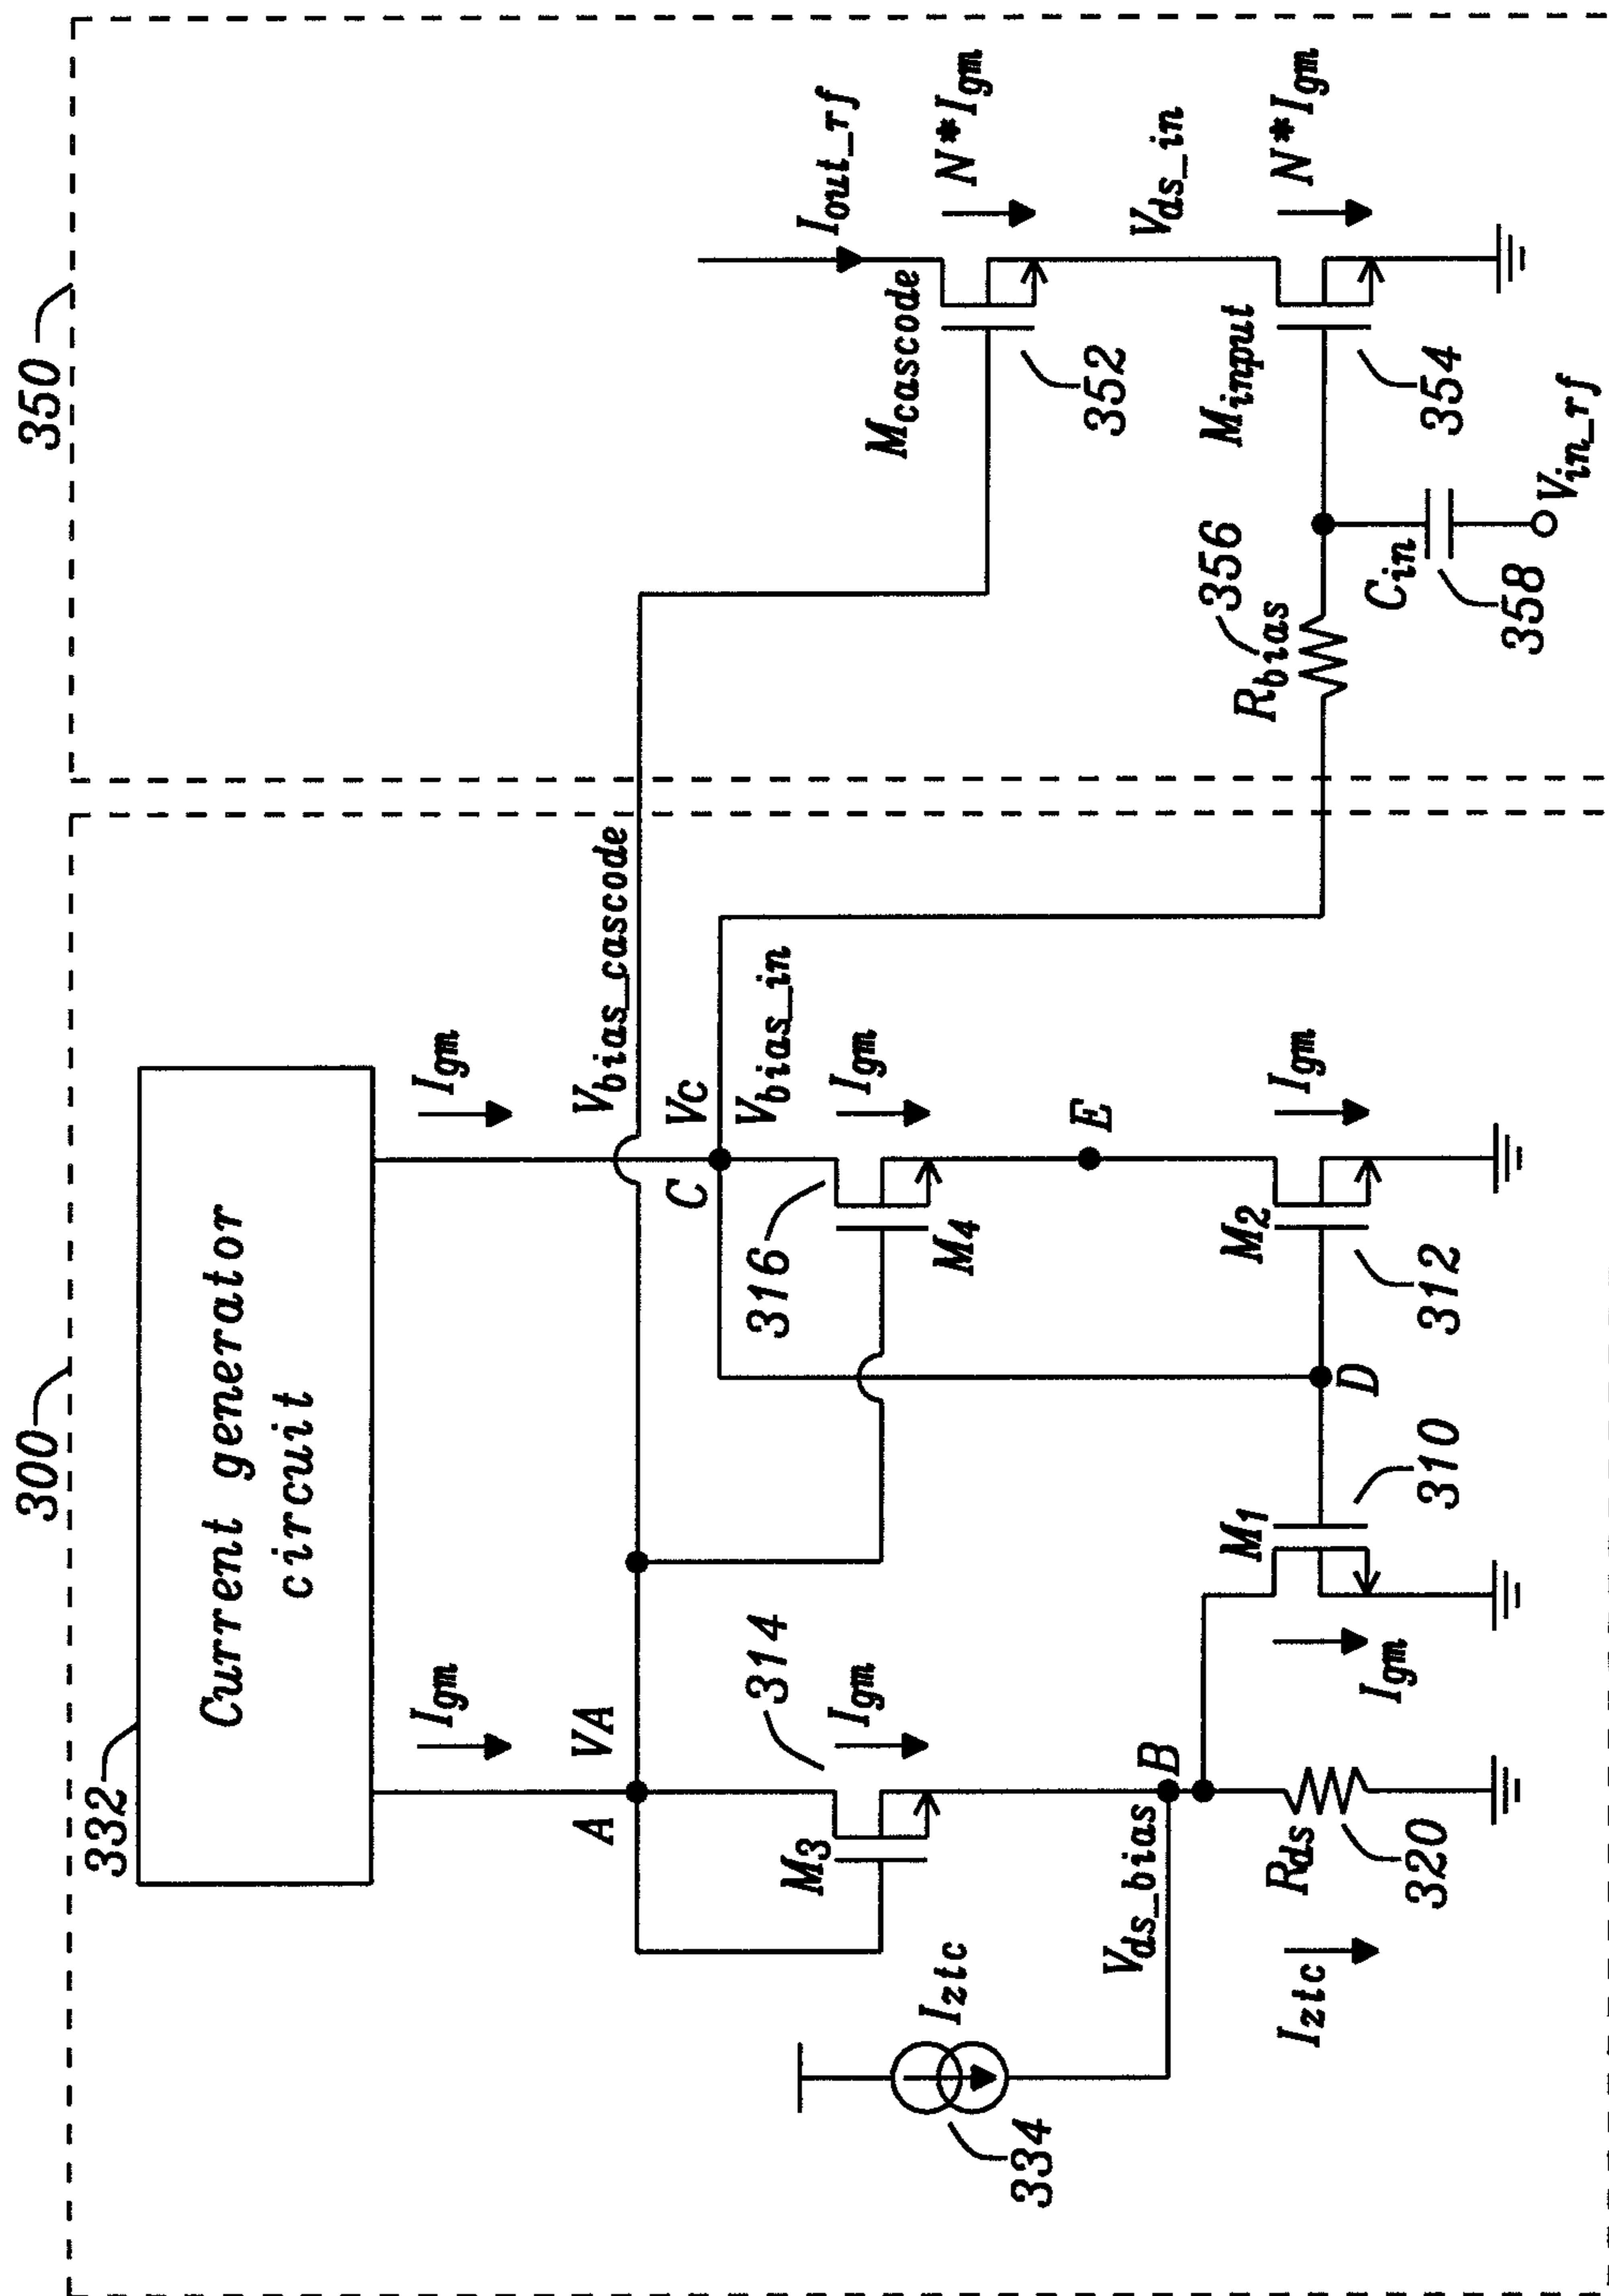 300
350
332
Current generator
circuit
I_gm
I_gm
V_bias_cascode
A
VA
C
VC
V_bias_in
I_out_rf
334
I_ztc
M_3
314
I_gm
316
M_4
I_gm
M_cascode
352
N*I_gm
V_ds_bias
B
E
V_ds_in
I_ztc
R_ds
320
I_gm
M_1
310
D
M_2
312
I_gm
R_bias
356
M_input
354
N*I_gm
C_in
358
V_in_rf